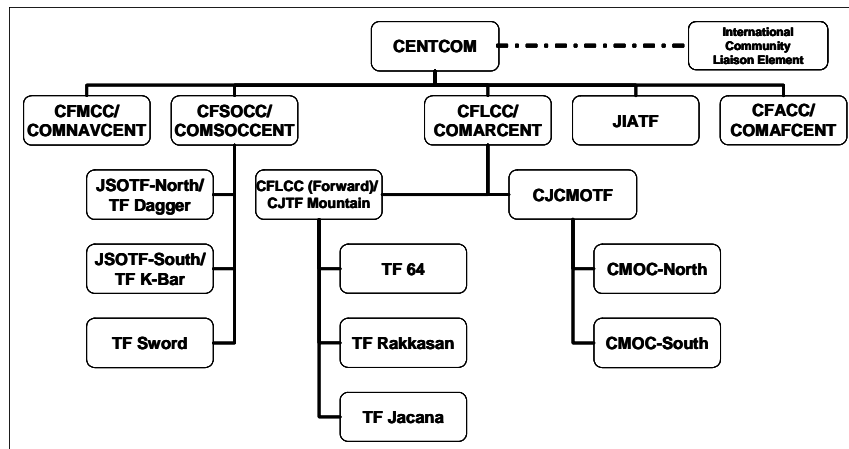 CENTCOM
International
Community
Liaison Element
CFMCC/
COMNAVCENT
CFSOCC/
COMSOCCENT
CFLCC/
COMARCENT
JIATF
CFACC/
COMAFCENT
JSOTF-North/
TF Dagger
CFLCC (Forward)/
CJTF Mountain
CJCMOTF
JSOTF-South/
TF K-Bar
TF 64
CMOC-North
TF Sword
TF Rakkasan
CMOC-South
TF Jacana